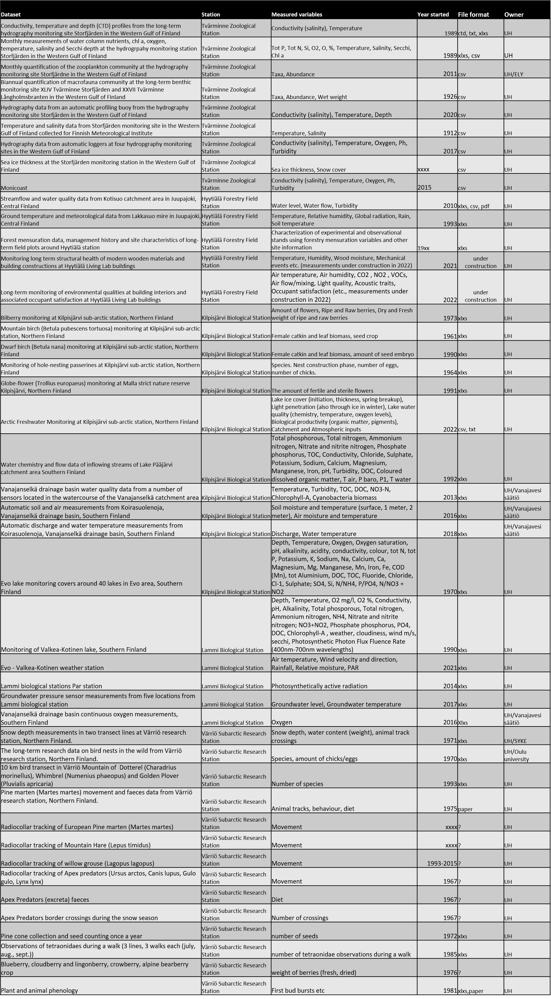 Dataset Station Measured variables Year started File format Owner
Conductivity, temperature and depth (CTD) profiles from the long-term
hydrography monitoring site Storfjärden in the Western Gulf of Finland
Tvärminne Zoological
Station
Conductivity (salinity), Temperature
1989 ctd, txt, xlxs UH
Monthly measurements of water column nutrients, chl a, oxygen,
temperature, salinity and Secchi depth at the hydrogrpahy monitoring station
Storfjärden in the Western Gulf of Finland
Tvärminne Zoological
Station
Tot P, Tot N, Si, O2, O, %, Temperature, Salinity, Secchi,
Chl a
1989 xlxs, csv UH
Monthly quantification of the zooplankton community at the hydrography
monitoring site Storfjärdne in the Western Gulf of Finland
Tvärminne Zoological
Station
Taxa, Abundance
2011 csv UH/ELY
Biannual quantification of macrofauna community at the long-term benthic
monitoring site XLIV Tvärminne Storfjärden and XXVII Tvärminne
Långholmsbranten in the Western Gulf of Finland
Tvärminne Zoological
Station
Taxa, Abundance, Wet weight
1926 csv UH
Hydrography data from an automatic profiling buoy from the hydrography
monitoring site Storfjärden in the Western Gulf of Finland
Tvärminne Zoological
Station
Conductivity (salinity), Temperature, Depth
2020 csv UH
Temperature and salinity data from Storfjärden monitoring site in the Western
Gulf of Finland collected for Finnish Meteorological Institute
Tvärminne Zoological
Station
Temperature, Salinity
1912 csv UH
Hydrography data from automatic loggers at four hydropgraphy monitoring
sites in the Western Gulf of Finland
Tvärminne Zoological
Station
Conductivity (salinity), Temperature, Oxygen, Ph,
Turbidity
2017 csv UH
Sea ice thickness at the Storfjärden monitoring station in the Western Gulf of
Finland
Tvärminne Zoological
Station
Sea ice thickness, Snow cover
xxxx csv UH
Monicoast
Tvärminne Zoological
Station
Conductivity (salinity), Temperature, Oxygen, Ph,
Turbidity
2015 csv UH
Streamflow and water quality data from Kotisuo catchment area in Juupajoki,
Central Finland
Hyytiälä Forestry Field
Station
Water level, Water flow, Turbidity
2010 xlxs, csv, pdf UH
Ground temperature and meteorological data from Lakkasuo mire in Juupajoki,
Central Finland
Hyytiälä Forestry Field
Station
Temperature, Relative humidity, Global radiation, Rain,
Soil temperature
1993 xlxs UH
Forest mensuration data, management history and site characteristics of long-
term field plots around Hyytiälä station
Hyytiälä Forestry Field
Station
Characterization of experimental and observational
stands using forestry mensuration variables and other
site information
19xx xlxs UH
Monitoring long term structural health of modern wooden materials and
building constructions at Hyytiälä Living Lab buildings
Hyytiälä Forestry Field
Station
Temperature, Humidity, Wood moisture, Mechanical
events etc. (measurements under construction in 2022)
2021
under
construction
UH
Long-term monitoring of environmental qualities at building interiors and
associated occupant satisfaction at Hyytiälä Living Lab buildings
Hyytiälä Forestry Field
Station
Air temperature, Air humidity, CO2 , NO2 , VOCs,
Air flow/mixing, Light quality, Acoustic traits,
Occupant satisfaction (etc., measurements under
construction in 2022)
2022
under
construction
UH
Bilberry monitoring at Kilpisjärvi sub-arctic station, Northern Finland
Kilpisjärvi Biological Station
Amount of flowers, Ripe and Raw berries, Dry and Fresh
weight of ripe and raw berries
1973 xlxs UH
Mountain birch (Betula pubescens tortuosa) monitoring at Kilpisjärvi sub-arctic
station, Northern Finland
Kilpisjärvi Biological Station
Female catkin and leaf biomass, seed crop
1961 xlxs UH
Dwarf birch (Betula nana) monitoring at Kilpisjärvi sub-arctic station, Northern
Finland
Kilpisjärvi Biological Station
Female catkin and leaf biomass, amount of seed embryo
1990 xlxs UH
Monitoring of hole-nesting passerines at Kilpisjärvi sub-arctic station, Northern
Finland
Kilpisjärvi Biological Station
Species. Nest construction phase, number of eggs,
number of chicks.
1964 xlxs UH
Globe-flower (Trollius europaeus) monitoring at Malla strict nature reserve
Kilpisjärvi, Northern Finland
Kilpisjärvi Biological Station
The amount of fertile and sterile flowers
1991 xlxs UH
Arctic Freshwater Monitoring at Kilpisjärvi sub-arctic station, Northern Finland
Kilpisjärvi Biological Station
Lake ice cover (initiation, thickness, spring breakup),
Light penetration (also through ice in winter), Lake water
quality (chemistry, temperature, oxygen levels),
Biological productivity (organic matter, pigments),
Catchment and Atmospheric inputs
2022 csv, txt UH
Water chemistry and flow data of inflowing streams of Lake Pääjärvi
catchment area Southern Finland
Kilpisjärvi Biological Station
Total phosphorous, Total nitrogen, Ammonium
nitrogen, Nitrate and nitrite nitrogen, Phosphate
phosphorus, TOC, Conductivity, Chloride, Sulphate,
Potassium, Sodium, Calcium, Magnesium,
Manganese, Iron, pH, Turbidity, DOC, Coloured
dissolved organic matter, T air, P baro, P1, T water
1992 xlxs UH
Vanajanselkä drainage basin water quality data from a number of
sensors located in the watercourse of the Vanajanselkä catchment area
Kilpisjärvi Biological Station
Temperature, Turbidity, TOC, DOC, NO3-N,
Chlorophyll-A, Cyanobacteria biomass
2013 xlxs
UH/Vanajavesi
säätiö
Automatic soil and air measurements from Koirasuolenoja,
Vanajanselkä drainage basin, Southern Finland
Kilpisjärvi Biological Station
Soil moisture and temperature (surface, 1 meter, 2
meter), Air moisture and temperature
2016 xlxs
UH/Vanajavesi
säätiö
Automatic discharge and water temperature measurements from
Koirasuolenoja, Vanajanselkä drainage basin, Southern Finland
Kilpisjärvi Biological Station
Discharge, Water temperature
2018 xlxs
UH/Vanajavesi
säätiö
Evo lake monitoring covers around 40 lakes in Evo area, Southern
Finland
Kilpisjärvi Biological Station
Depth, Temperature, Oxygen, Oxygen saturation,
pH, alkalinity, acidity, conductivity, colour, tot N, tot
P, Potassium, K, Sodium, Na, Calcium, Ca,
Magnesium, Mg, Manganese, Mn, Iron, Fe, COD
(Mn), tot Aluminium, DOC, TOC, Fluoride, Chloride,
Cl-1, Sulphate; SO4, Si, N/NH4, P/PO4, N/NO3 +
NO2
1970 xlxs UH
Monitoring of Valkea-Kotinen lake, Southern Finland
Lammi Biological Station
Depth, Temperature, O2 mg/l, O2 %, Conductivity,
pH, Alkalinity, Total phosporous, Total nitrogen,
Ammonium nitrogen, NH4, Nitrate and nitrite
nitrogen; NO3+NO2, Phosphate phosphorus, PO4,
DOC, Chlorophyll-A , weather, cloudiness, wind m/s,
secchi, Photosynthetic Photon Flux Fluence Rate
(400nm-700nm wavelengths)
1990 xlxs UH
Evo - Valkea-Kotinen weather station
Lammi Biological Station
Air temperature, Wind velocity and direction,
Rainfall, Relative moisture, PAR
2021 xlxs UH
Lammi biological stations Par station
Lammi Biological Station
Photosynthetically active radiation
2014 xlxs UH
Groundwater pressure sensor measurements from five locations from
Lammi biological station
Lammi Biological Station
Groundwater level, Groundwater temperature
2017 xlxs UH
Vanajanselkä drainage basin continuous oxygen measurements,
Southern Finland
Lammi Biological Station
Oxygen
2016 Xlxs
UH/Vanajavesi
säätiö
Snow depth measurements in two transect lines at Värriö research
station, Northern Finland.
Värriö Subarctic Research
Station
Snow depth, water content (weight), animal track
crossings
1971 xlxs UH/SYKE
The long-term research data on bird nests in the wild from Värriö
research station, Northern Finland.
Värriö Subarctic Research
Station
Species, amount of chicks/eggs
1970 xlxs
UH/Oulu
university
10 km bird transect in Värriö Mountain of Dotterel (Charadrius
morinellus), Whimbrel (Numenius phaeopus) and Golden Plover
(Pluvialis apricaria)
Värriö Subarctic Research
Station
Number of species
1993 xlxs UH
Pine marten (Martes martes) movement and faeces data from Värriö
research station, Northern Finland.
Värriö Subarctic Research
Station
Animal tracks, behaviour, diet
1975 paper UH
Radiocollar tracking of European Pine marten (Martes martes)
Värriö Subarctic Research
Station
Movement
xxxx ? UH
Radiocollar tracking of Mountain Hare (Lepus timidus)
Värriö Subarctic Research
Station
Movement
xxxx ? UH
Radiocollar tracking of willow grouse (Lagopus lagopus)
Värriö Subarctic Research
Station
Movement
1993-2015 ? UH
Radiocollar tracking of Apex predators (Ursus arctos, Canis lupus, Gulo
gulo, Lynx lynx)
Värriö Subarctic Research
Station
Movement
1967 ? UH
Apex Predators (excreta) faeces
Värriö Subarctic Research
Station
Diet
1967 ? UH
Apex Predators border crossings during the snow season
Värriö Subarctic Research
Station
Number of crossings
1967 ? UH
Pine cone collection and seed counting once a year
Värriö Subarctic Research
Station
number of seeds
1972 xlxs UH
Observations of tetraonidaes during a walk (3 lines, 3 walks each (july,
aug., sept.))
Värriö Subarctic Research
Station
number of tetraonidae observations during a walk
1985 xlxs UH
Blueberry, cloudberry and lingonberry, crowberry, alpine bearberry
crop
Värriö Subarctic Research
Station
weight of berries (fresh, dried)
1976 ? UH
Plant and animal phenology
Värriö Subarctic Research
Station
First bud bursts etc
1981 xlxs,paper UH